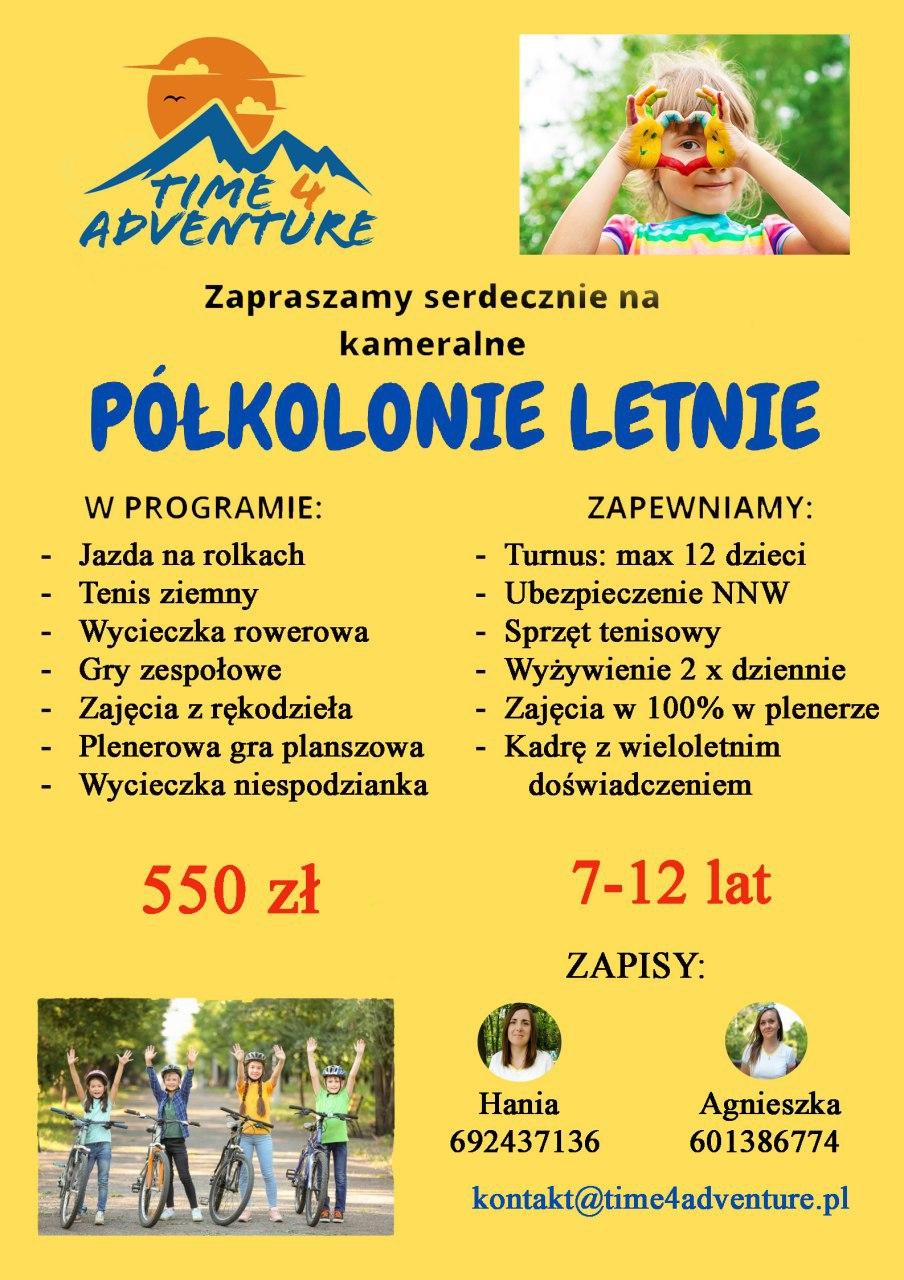 TIME 4
ADVENTURE
Zapraszamy serdecznie na
kameralne
PÓŁKOLONIE LETNIE
W PROGRAMIE:
- Jazda na rolkach
- Tenis ziemny
- Wycieczka rowerowa
- Gry zespołowe
- Zajęcia z rękodzieła
- Plenerowa gra planszowa
- Wycieczka niespodzianka
ZAPEWNIAMY:
- Turnus: max 12 dzieci
- Ubezpieczenie NNW
- Sprzęt tenisowy
- Wyżywienie 2 x dziennie
- Zajęcia w 100% w plenerze
- Kadrę z wieloletnim
doświadczeniem
550 zł
7-12 lat
ZAPISY:
Hania
692437136
Agnieszka
601386774
kontakt@time4adventure.pl